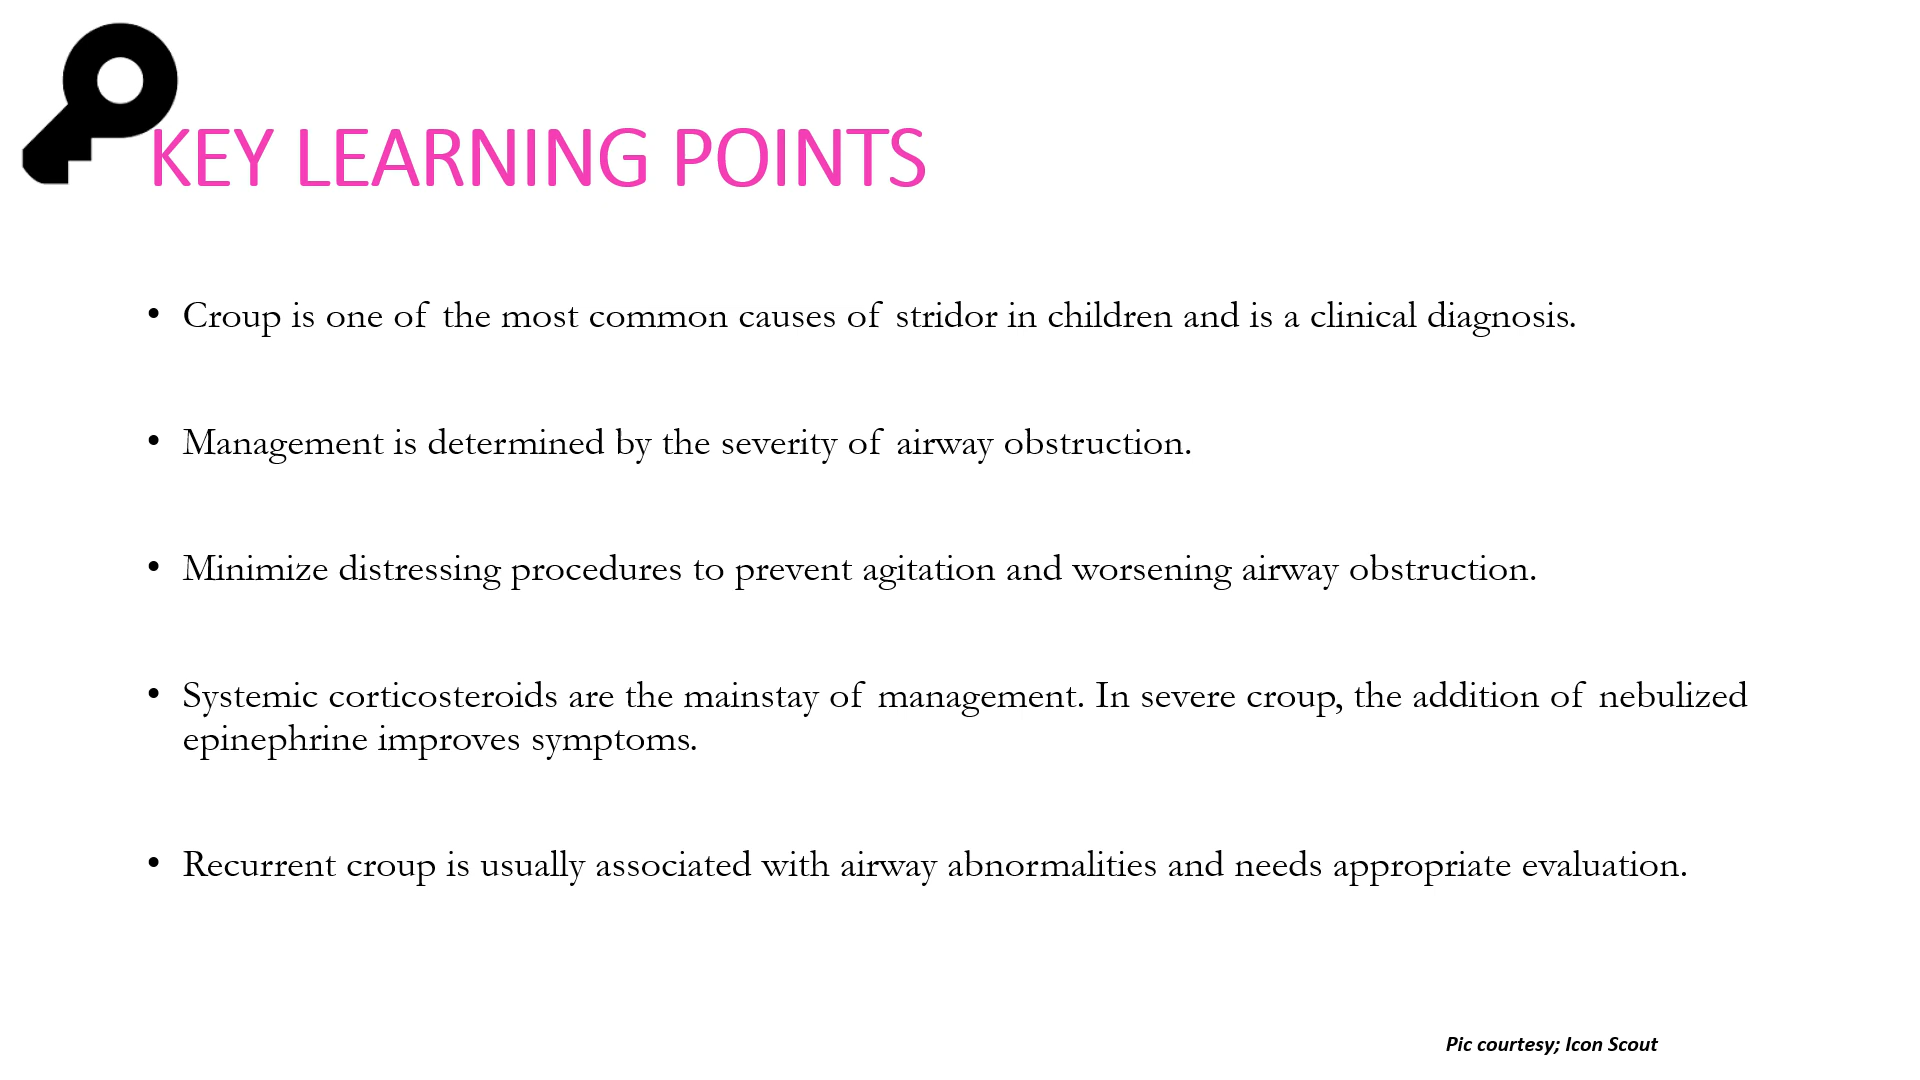 KEY LEARNING POINTS
• Croup is one of the most common causes of stridor in children and is a clinical diagnosis.
• Management is determined by the severity of airway obstruction.
• Minimize distressing procedures to prevent agitation and worsening airway obstruction.
• Systemic corticosteroids are the mainstay of management. In severe croup, the addition of nebulized
epinephrine improves symptoms.
• Recurrent croup is usually associated with airway abnormalities and needs appropriate evaluation.
Pic courtesy; Icon Scout